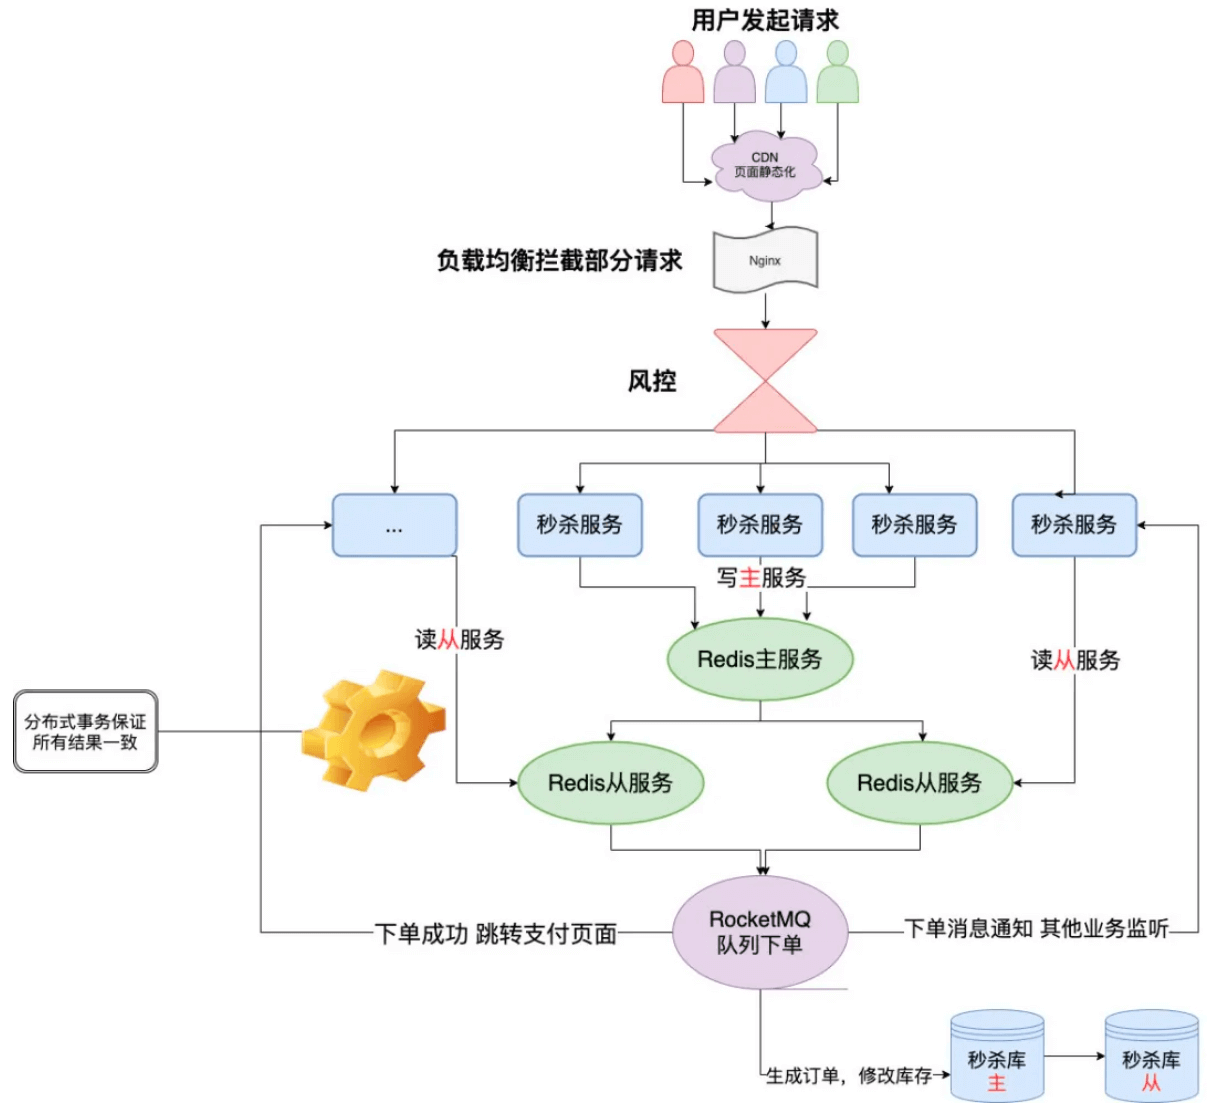 用户发起请求
CDN
页面静态化
负载均衡拦截部分请求
Nginx
风控
...
秒杀服务
秒杀服务
秒杀服务
秒杀服务
写主服务
读从服务
Redis主服务
读从服务
分布式事务保证
所有结果一致
Redis从服务
Redis从服务
RocketMQ
队列下单
下单成功 跳转支付页面
下单消息通知 其他业务监听
生成订单，修改库存
秒杀库
主
秒杀库
从